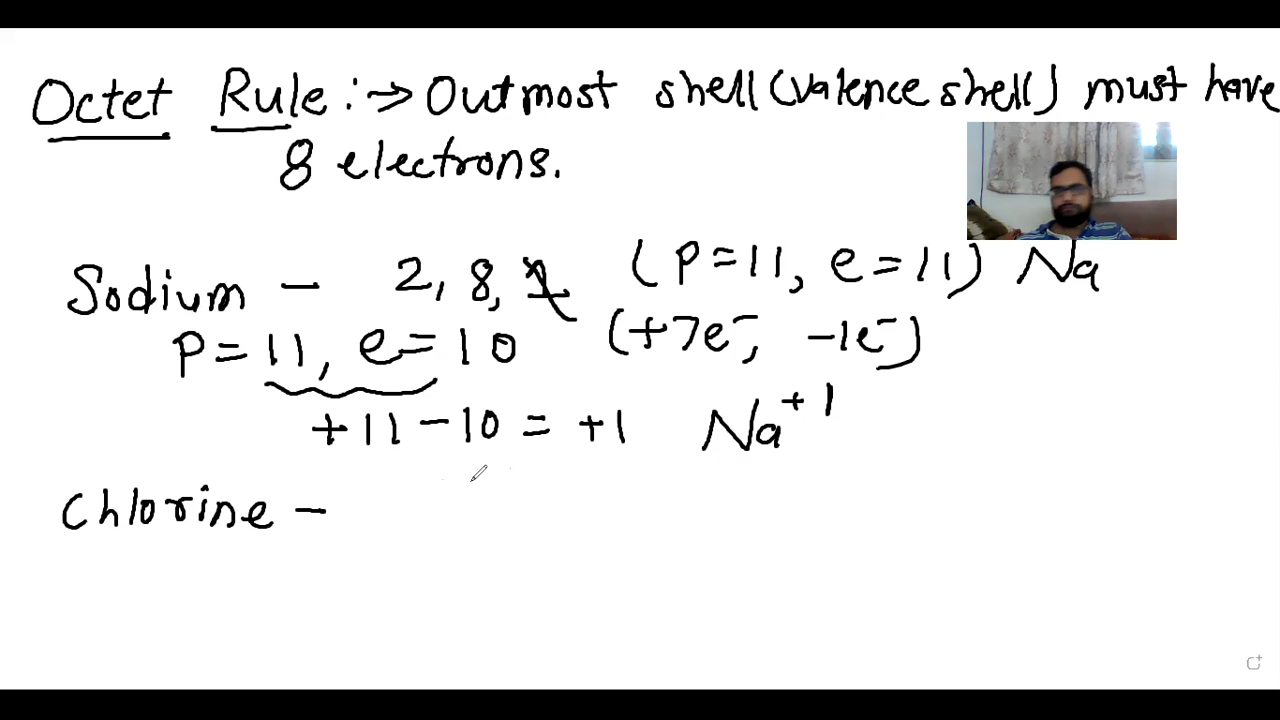 Octet Rule :→ Outmost shell (valence shell) must have
8 electrons.
Sodium - 2, 8, 1 (p=11, e=11) Na
P=11, e=10 (+7e⁻, -1e⁻)
+11-10 = +1 Na⁺¹
Chlorine -